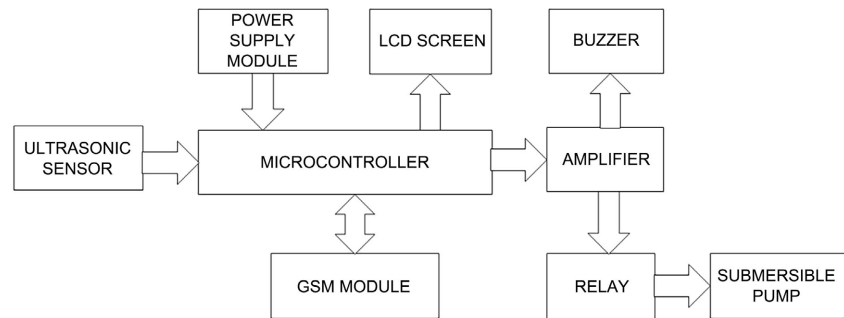 POWER
SUPPLY
MODULE
LCD SCREEN
BUZZER
ULTRASONIC
SENSOR
MICROCONTROLLER
AMPLIFIER
GSM MODULE
RELAY
SUBMERSIBLE
PUMP